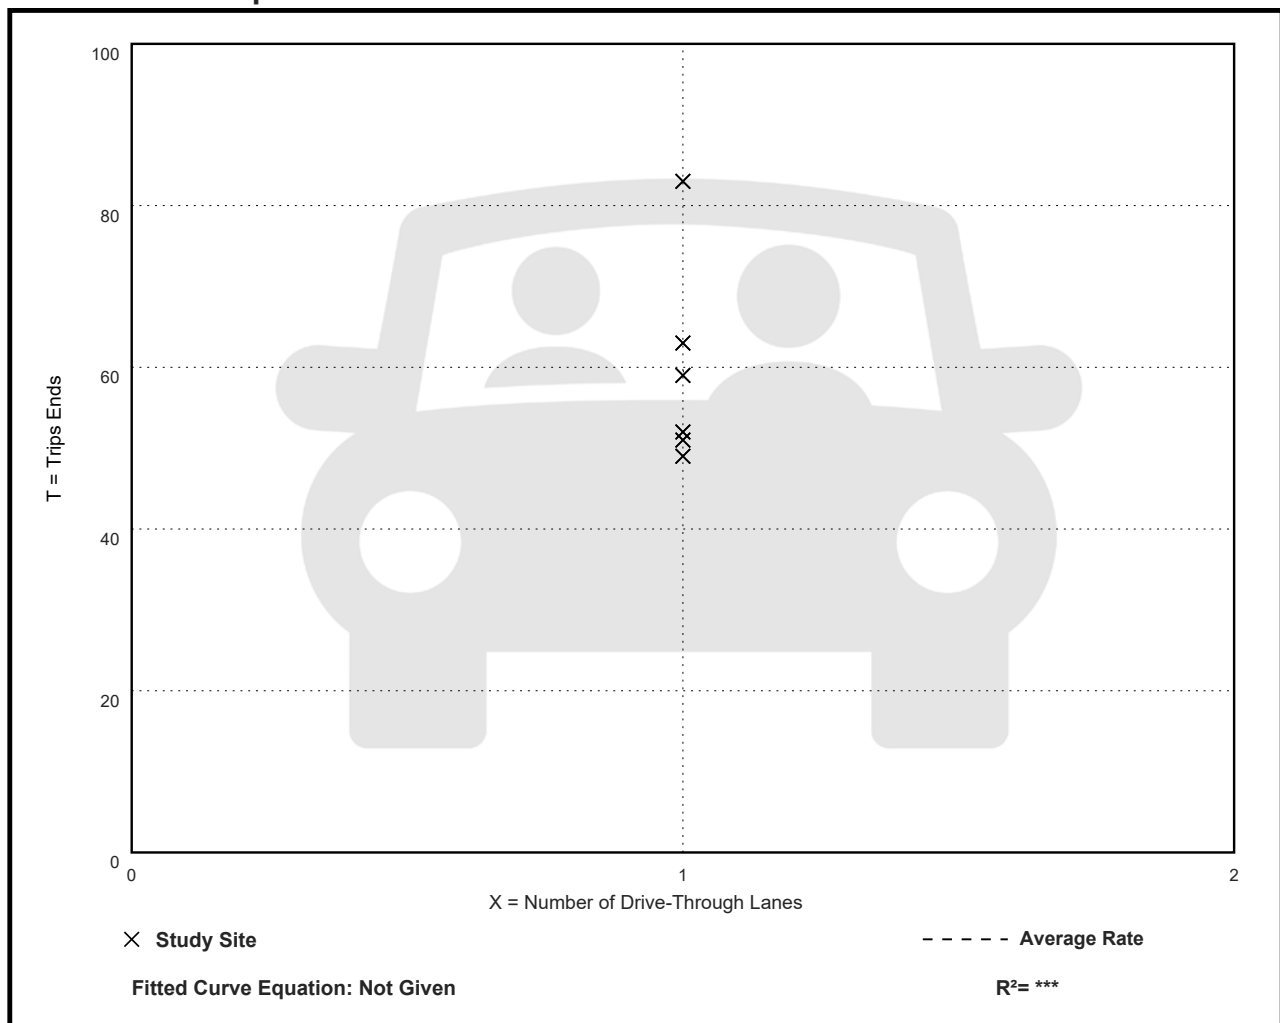 100
80
60
40
20
0
T = Trips Ends
0 1 2
X = Number of Drive-Through Lanes
Study Site Average Rate
Fitted Curve Equation: Not Given R²= ***